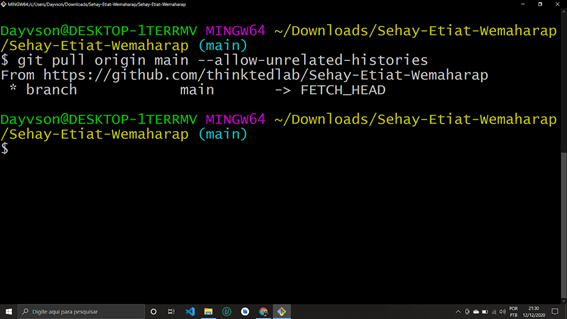 MINGW64:/c/Users/Dayvson/Downloads/Sehay-Etiat-Wemaharap/Sehay-Etiat-Wemaharap
Dayvson@DESKTOP-1TERRMV MINGW64 ~/Downloads/Sehay-Etiat-Wemaharap
/Sehay-Etiat-Wemaharap (main)
$ git pull origin main --allow-unrelated-histories
From https://github.com/thinktedlab/Sehay-Etiat-Wemaharap
* branch main -> FETCH_HEAD
Dayvson@DESKTOP-1TERRMV MINGW64 ~/Downloads/Sehay-Etiat-Wemaharap
/Sehay-Etiat-Wemaharap (main)
$
Digite aqui para pesquisar
POR
PTB
21:30
12/12/2020